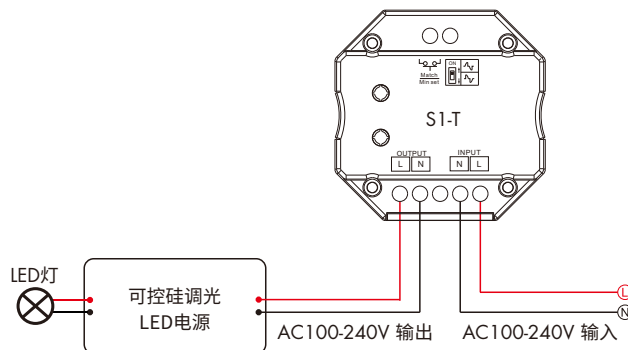 ON
Match
Min set
S1-T
OUTPUT
INPUT
L N
N L
LED灯
可控硅调光
LED电源
AC100-240V 输出
AC100-240V 输入
L
N